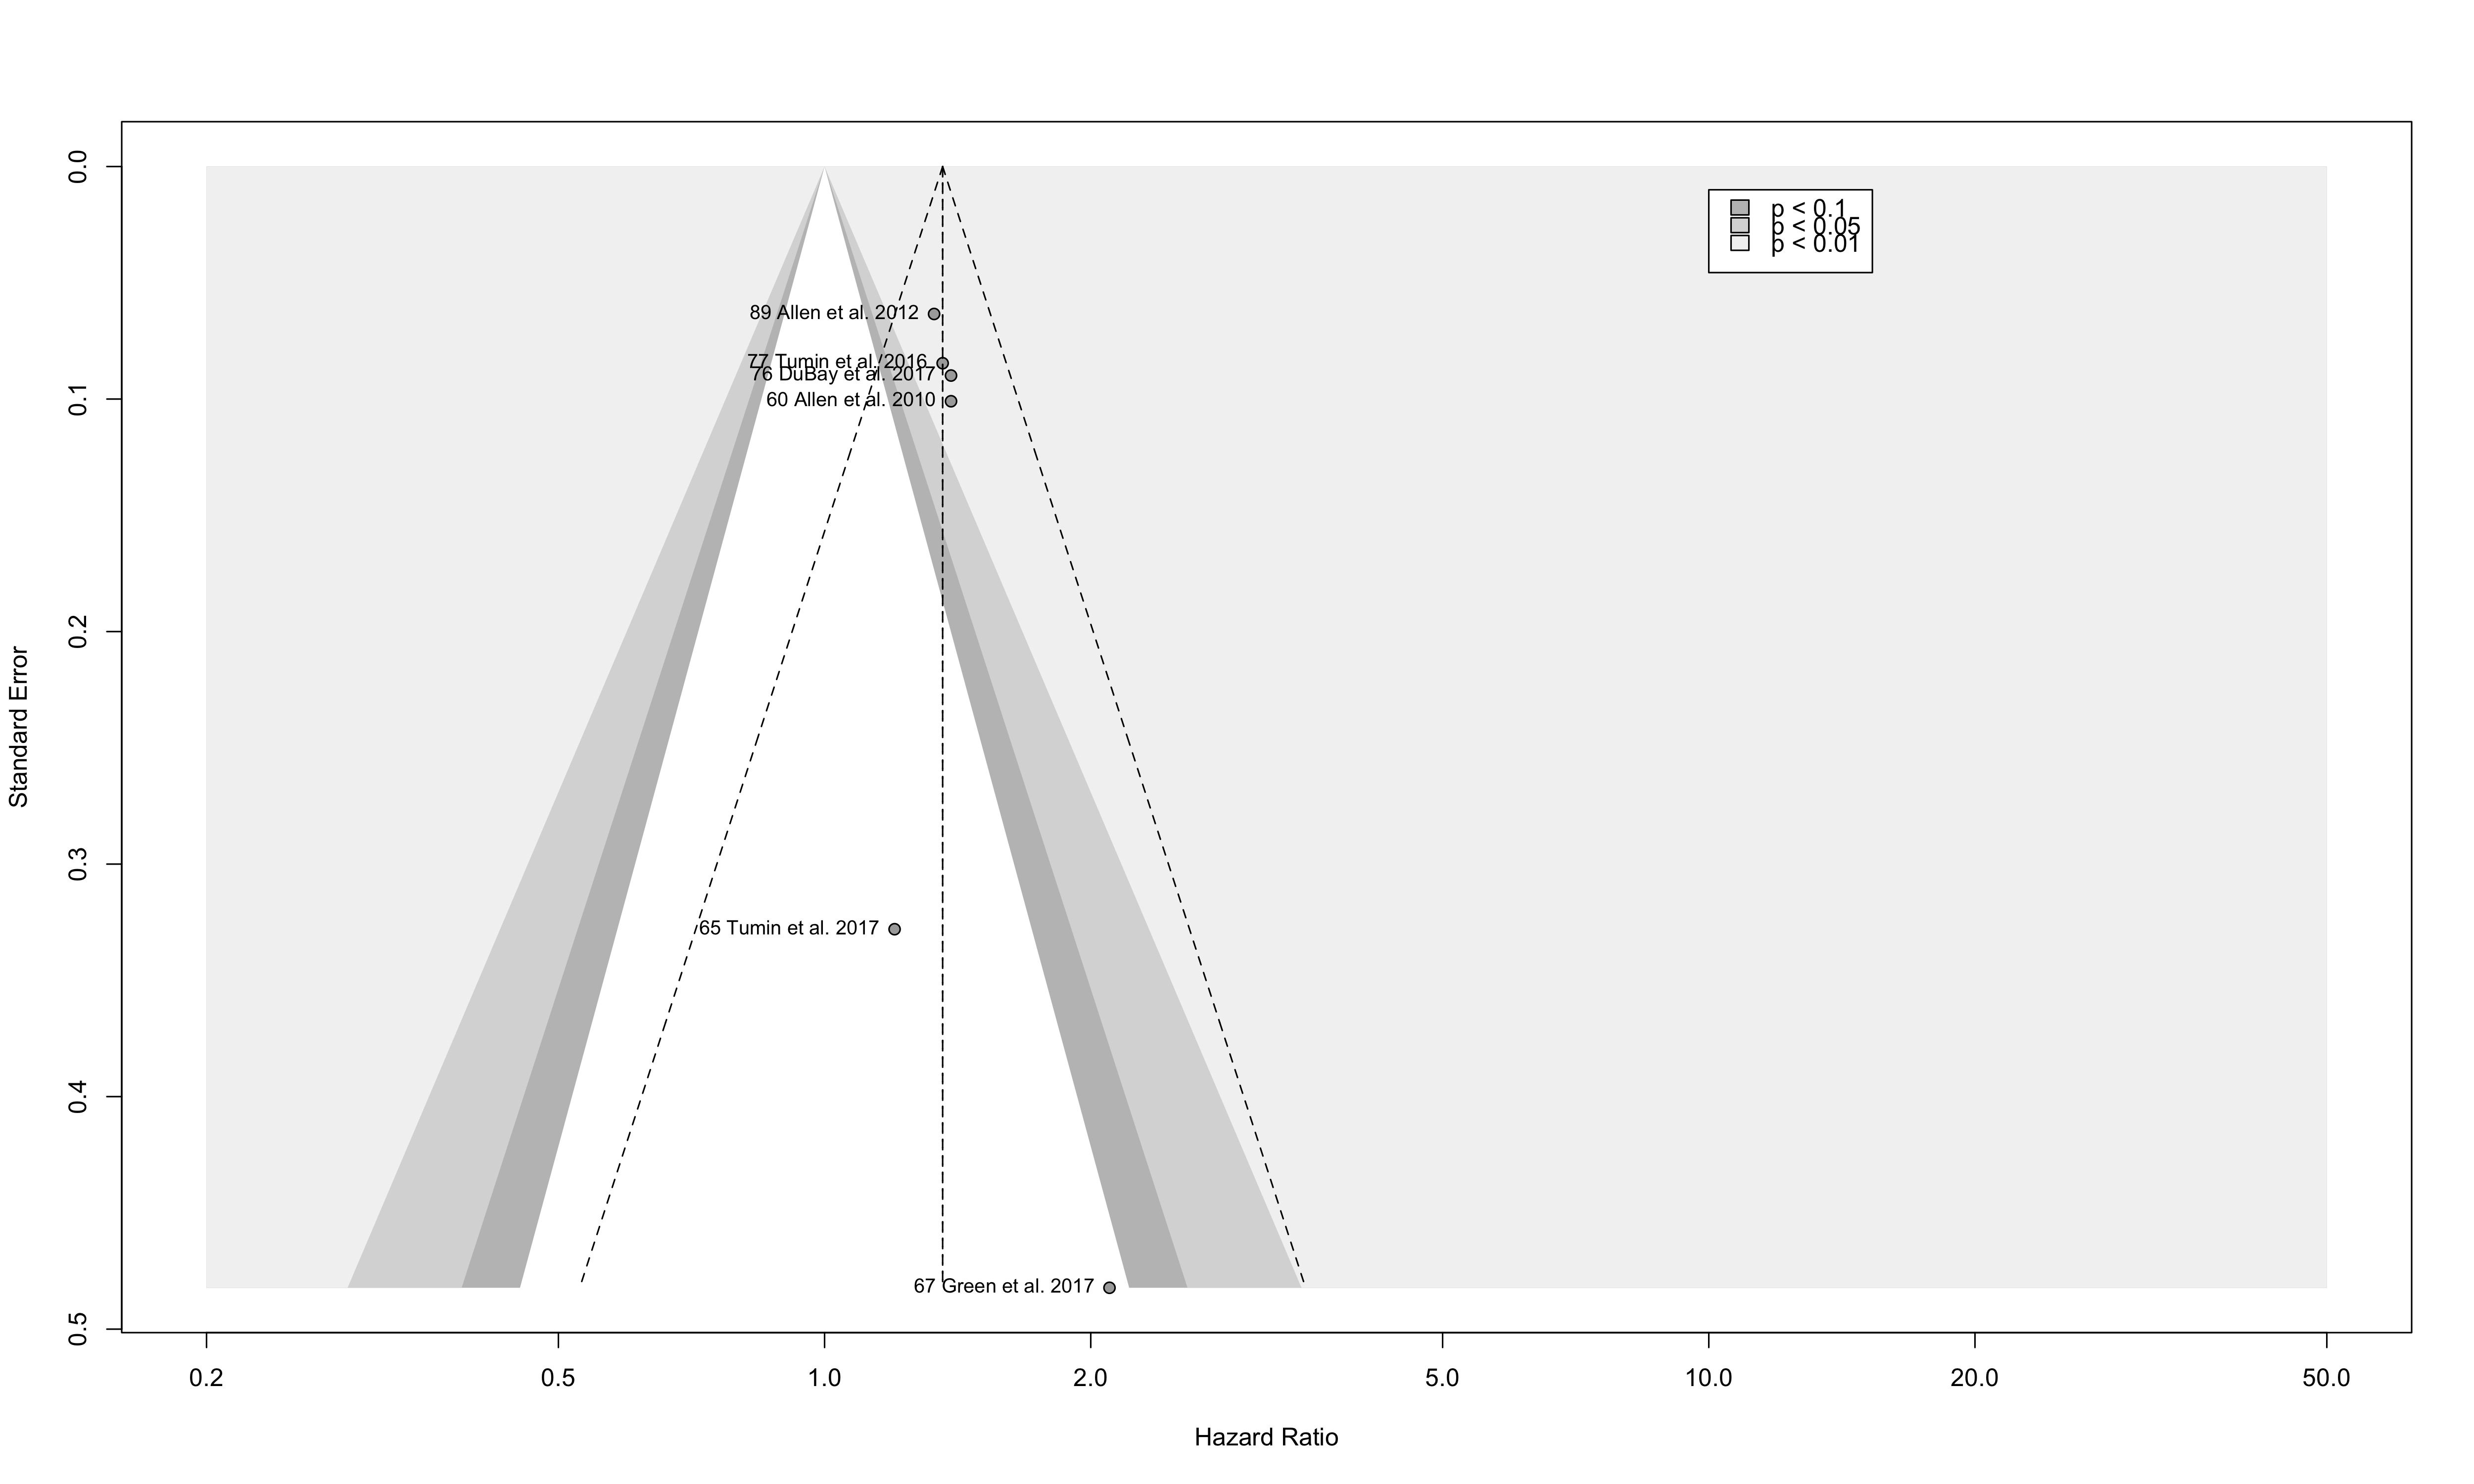 0.0
p < 0.1
p < 0.05
p < 0.01
89 Allen et al. 2012
77 Tumin et al. 2016
76 DuBay et al. 2017
0.1
60 Allen et al. 2010
0.2
Standard Error
0.3
65 Tumin et al. 2017
0.4
67 Green et al. 2017
0.5
0.2 0.5 1.0 2.0 5.0 10.0 20.0 50.0
Hazard Ratio